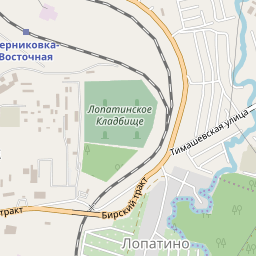 ерниковка-
Восточная
Лопатинское
Кладбище
Тимашевская улица
Бирский тракт
тракт
Лопатино